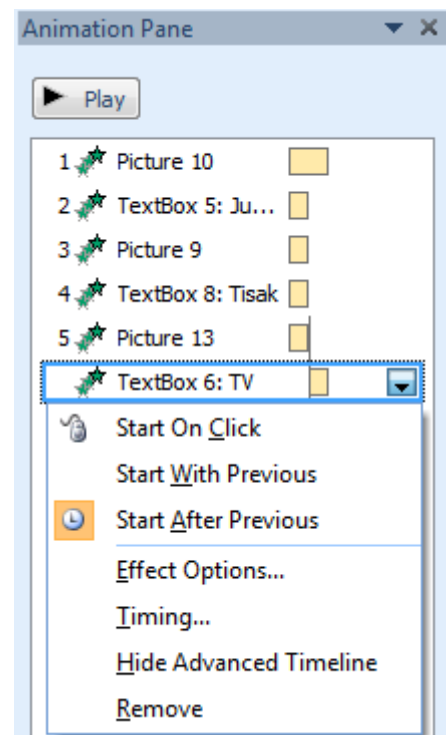 Animation Pane
Play
1 Picture 10
2 TextBox 5: Ju...
3 Picture 9
4 TextBox 8: Tisak
5 Picture 13
TextBox 6: TV
Start On Click
Start With Previous
Start After Previous
Effect Options...
Timing...
Hide Advanced Timeline
Remove